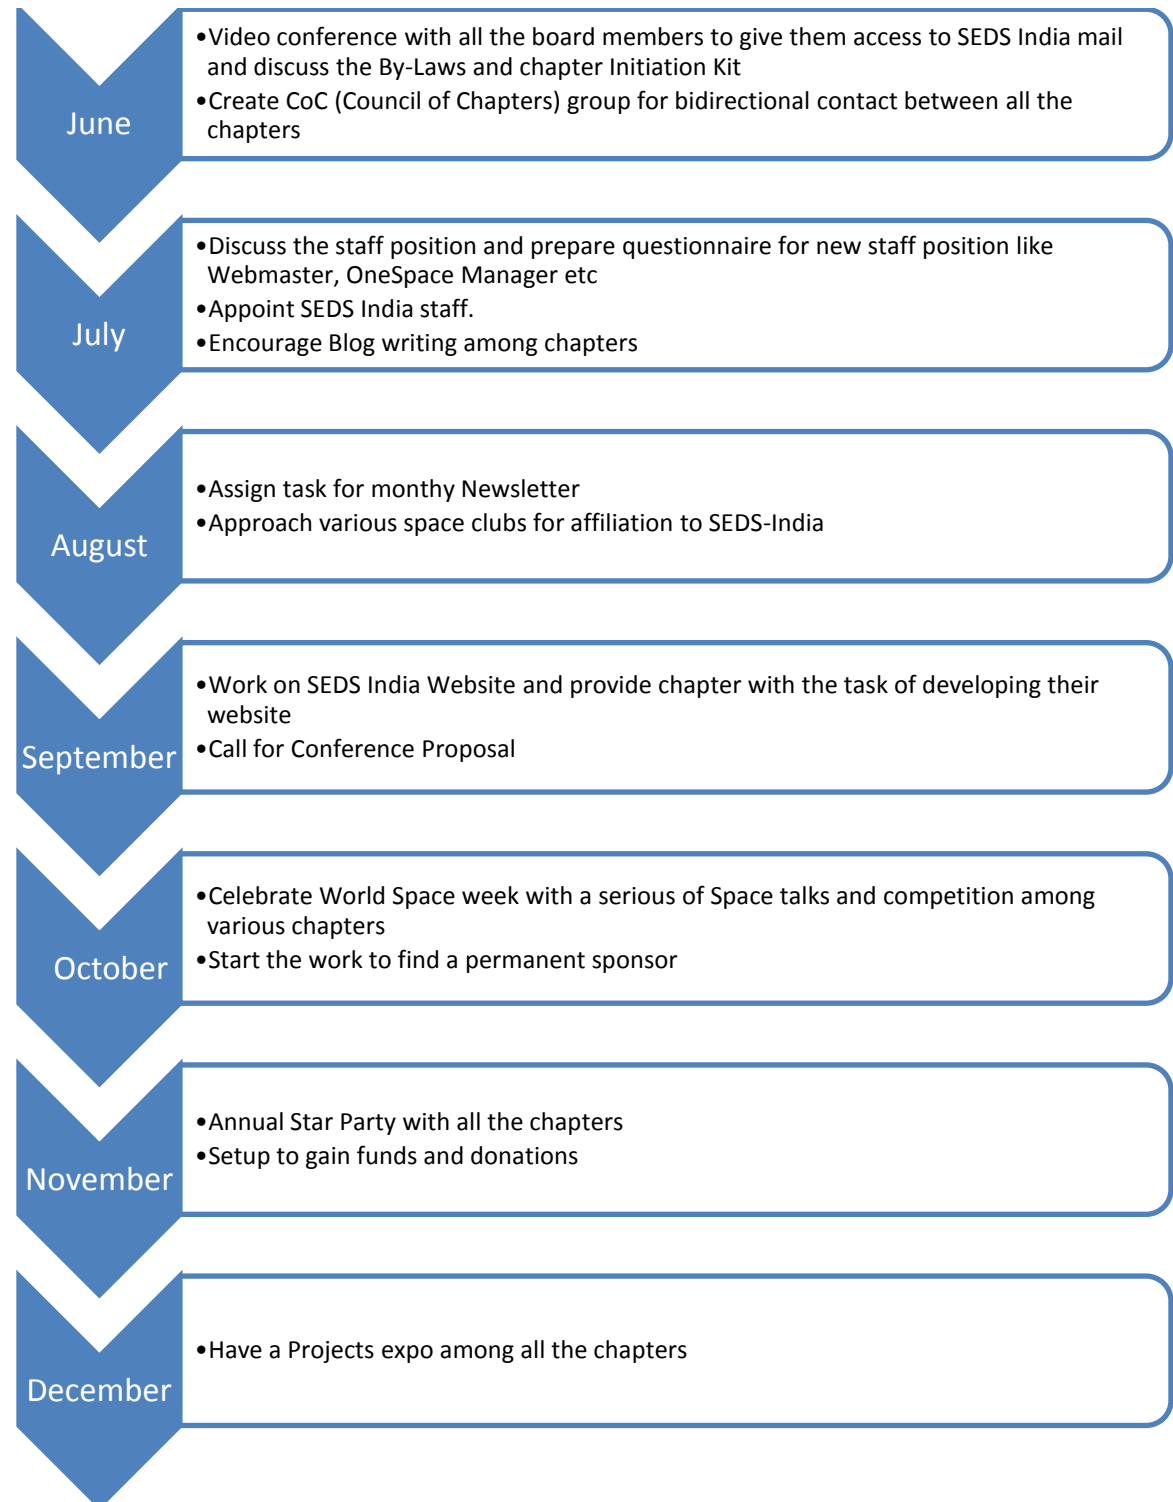 June
•Video conference with all the board members to give them access to SEDS India mail
and discuss the By-Laws and chapter Initiation Kit
•Create CoC (Council of Chapters) group for bidirectional contact between all the
chapters
July
•Discuss the staff position and prepare questionnaire for new staff position like
Webmaster, OneSpace Manager etc
•Appoint SEDS India staff.
•Encourage Blog writing among chapters
August
•Assign task for monthy Newsletter
•Approach various space clubs for affiliation to SEDS-India
September
•Work on SEDS India Website and provide chapter with the task of developing their
website
•Call for Conference Proposal
October
•Celebrate World Space week with a serious of Space talks and competition among
various chapters
•Start the work to find a permanent sponsor
November
•Annual Star Party with all the chapters
•Setup to gain funds and donations
December
•Have a Projects expo among all the chapters